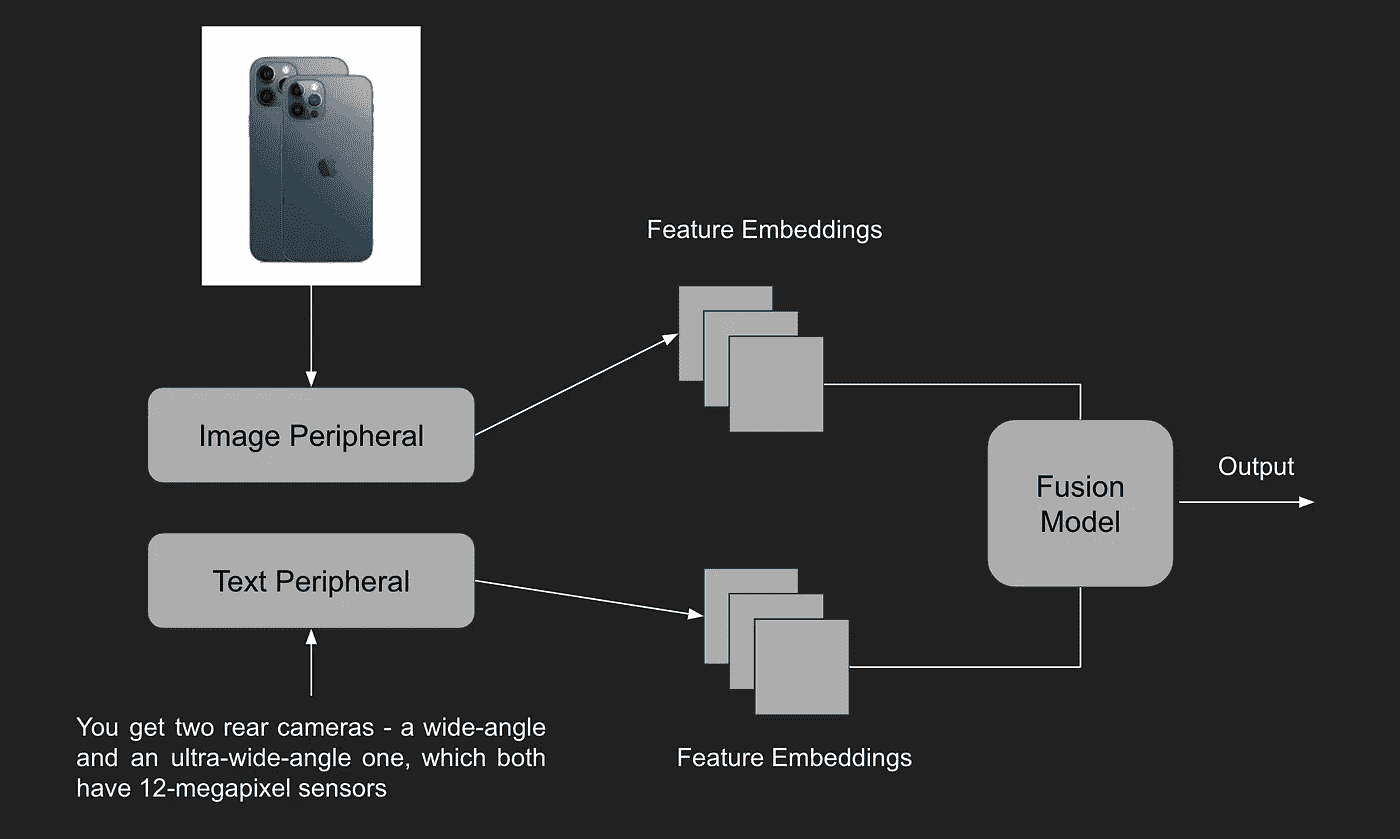 Feature Embeddings
Image Peripheral
Fusion
Model
Output
Text Peripheral
You get two rear cameras - a wide-angle
and an ultra-wide-angle one, which both
have 12-megapixel sensors
Feature Embeddings